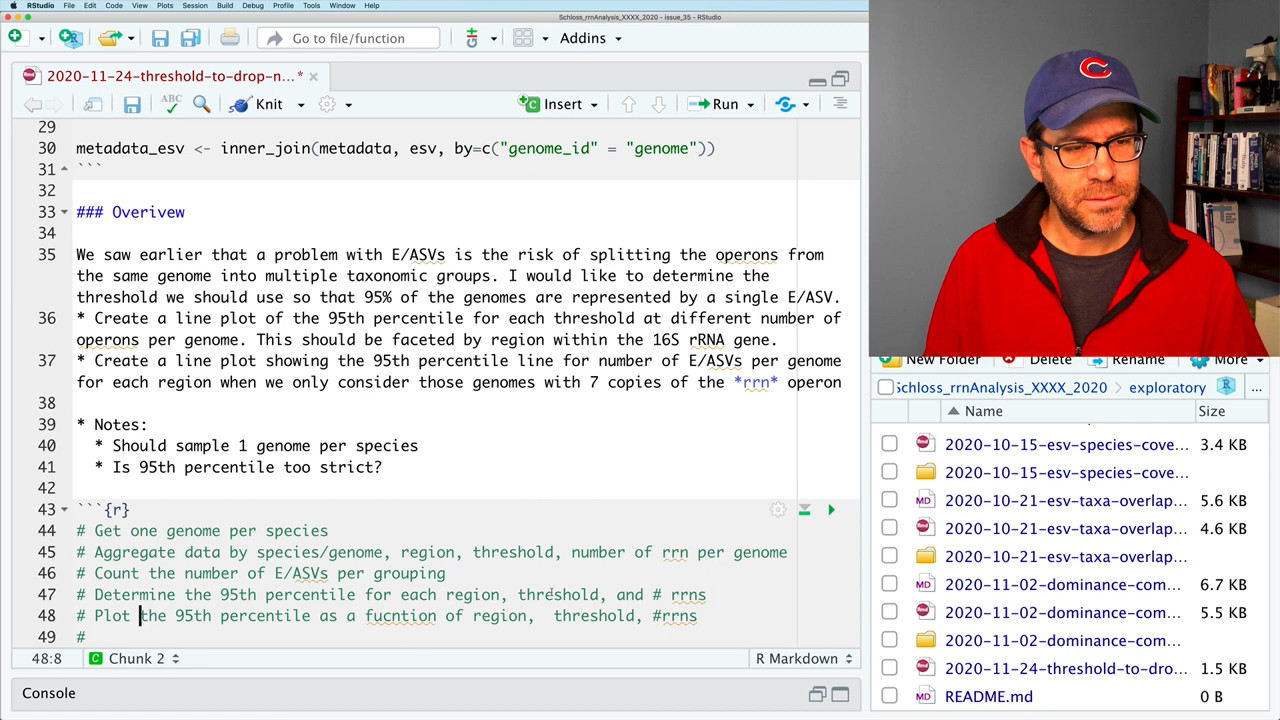 RStudio File Edit Code View Plots Session Build Debug Profile Tools Window Help
Schloss_rrnAnalysis_XXXX_2020 - issue_35 - RStudio
Go to file/function Addins
2020-11-24-threshold-to-drop-n...*
ABC Knit Insert Run
29
30 metadata_esv <- inner_join(metadata, esv, by=c("genome_id" = "genome"))
31 ```
32
33 ### Overivew
34
35 We saw earlier that a problem with E/ASVs is the risk of splitting the operons from
the same genome into multiple taxonomic groups. I would like to determine the
threshold we should use so that 95% of the genomes are represented by a single E/ASV.
36 * Create a line plot of the 95th percentile for each threshold at different number of
operons per genome. This should be faceted by region within the 16S rRNA gene.
37 * Create a line plot showing the 95th percentile line for number of E/ASVs per genome
for each region when we only consider those genomes with 7 copies of the *rrn* operon
38
39 * Notes:
40 * Should sample 1 genome per species
41 * Is 95th percentile too strict?
42
43 ```{r}
44 # Get one genome per species
45 # Aggregate data by species/genome, region, threshold, number of rrn per genome
46 # Count the number of E/ASVs per grouping
47 # Determine the 95th percentile for each region, threshold, and # rrns
48 # Plot the 95th percentile as a fucntion of region,  threshold, #rrns
49 #
48:8 Chunk 2 R Markdown
Console
C
New Folder Delete Rename More
Schloss_rrnAnalysis_XXXX_2020 > exploratory R ...
Name Size
2020-10-15-esv-species-cove... 3.4 KB
2020-10-15-esv-species-cove...
2020-10-21-esv-taxa-overlap... 5.6 KB
2020-10-21-esv-taxa-overlap... 4.6 KB
2020-10-21-esv-taxa-overlap...
2020-11-02-dominance-com... 6.7 KB
2020-11-02-dominance-com... 5.5 KB
2020-11-02-dominance-com...
2020-11-24-threshold-to-dro... 1.5 KB
README.md 0 B